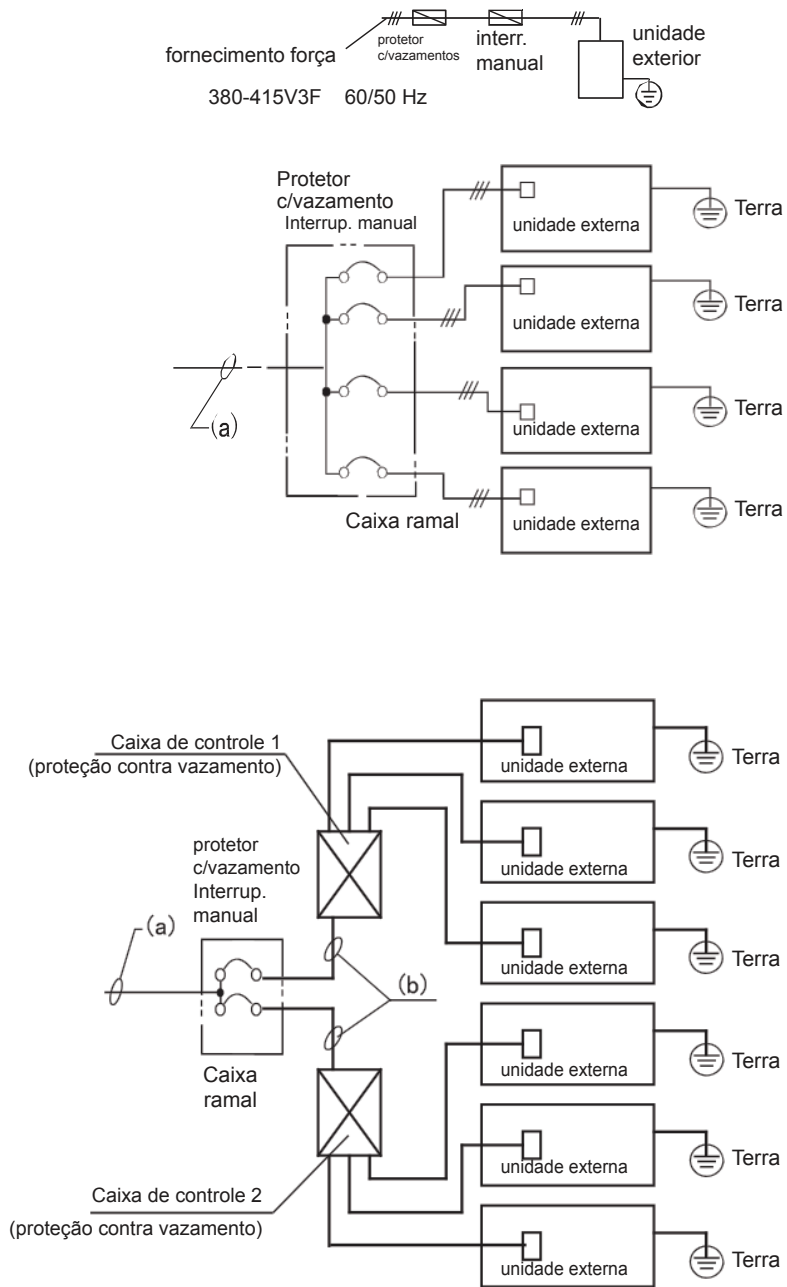 fornecimento força
380-415V3F 60/50 Hz
protetor
c/vazamentos
interr.
manual
unidade
exterior
Protetor
c/vazamento
Interrup. manual
(a)
Caixa ramal
unidade externa
Terra
unidade externa
Terra
unidade externa
Terra
unidade externa
Terra
Caixa de controle 1
(proteção contra vazamento)
protetor
c/vazamento
Interrup.
manual
(a)
(b)
Caixa
ramal
Caixa de controle 2
(proteção contra vazamento)
unidade externa
Terra
unidade externa
Terra
unidade externa
Terra
unidade externa
Terra
unidade externa
Terra
unidade externa
Terra